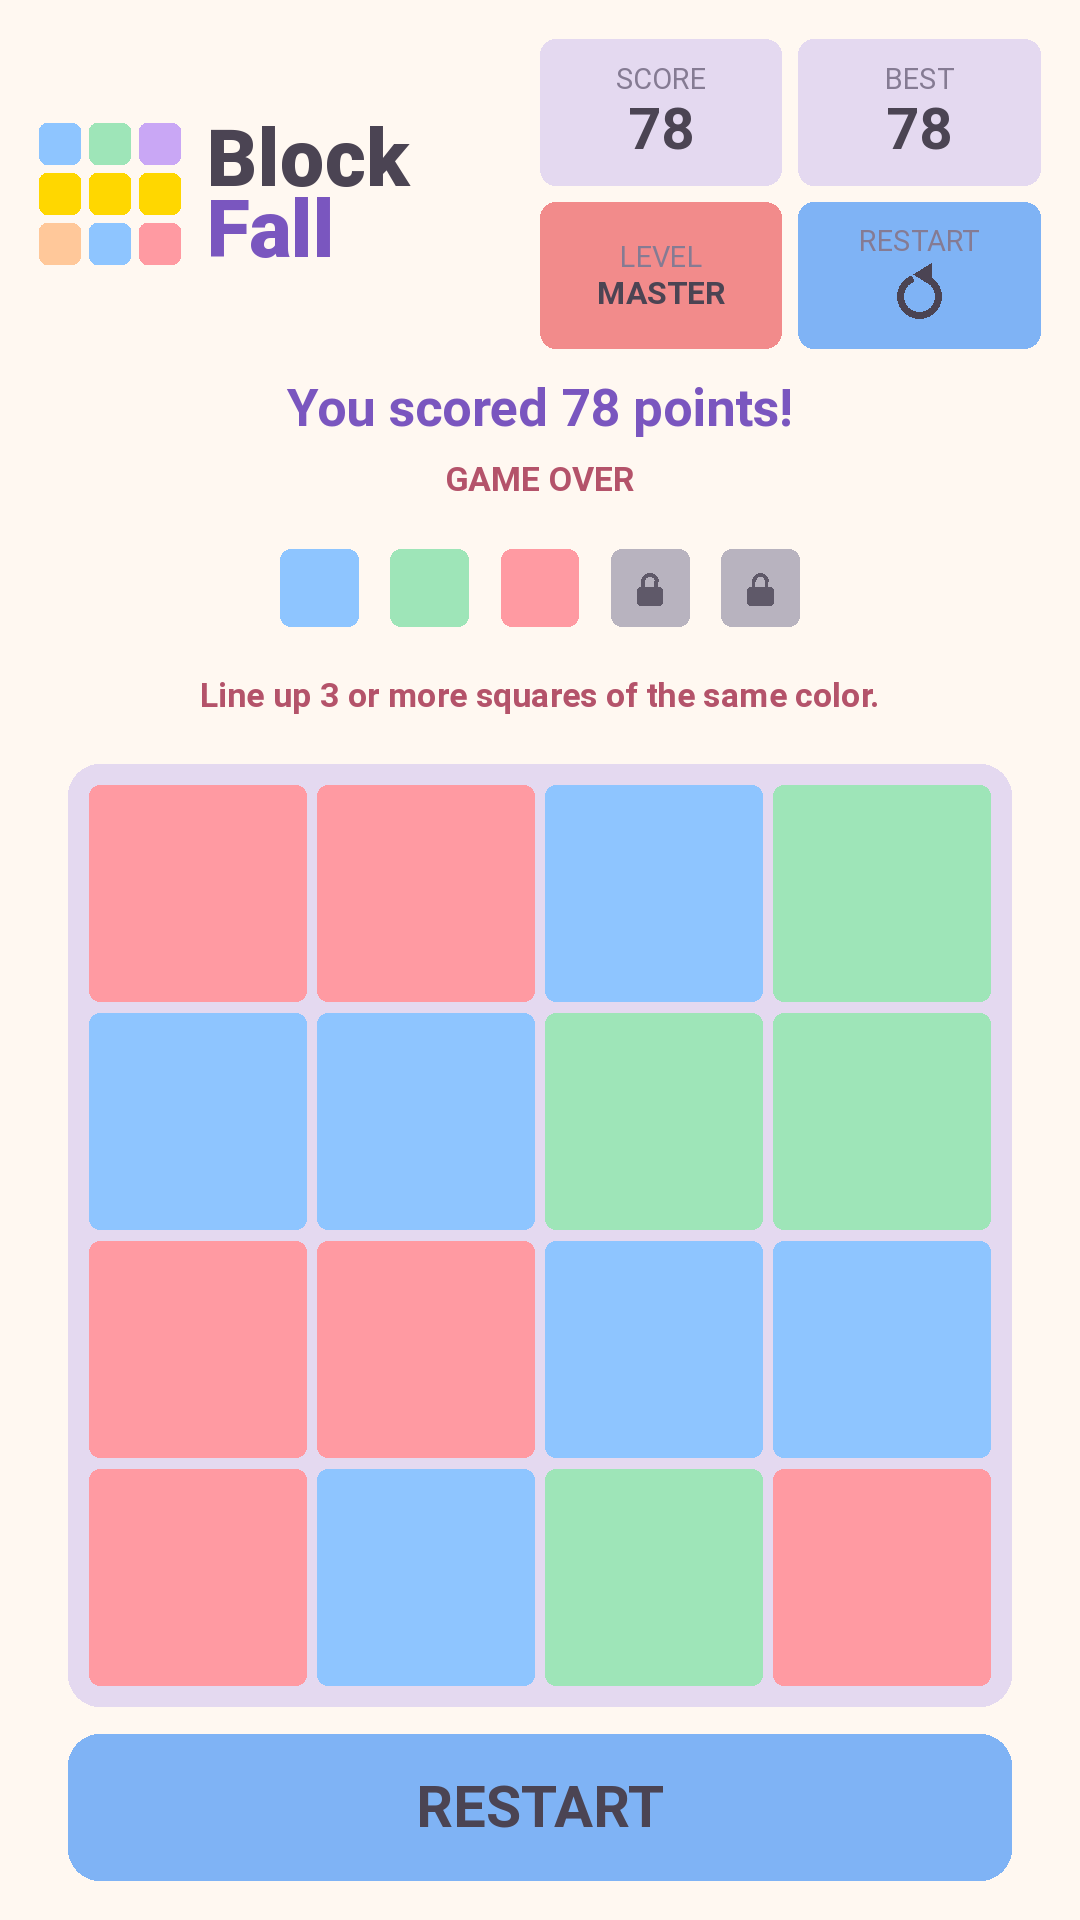 Block
Fall
SCORE
78
BEST
78
LEVEL
MASTER
RESTART
You scored 78 points!
GAME OVER
Line up 3 or more squares of the same color.
RESTART